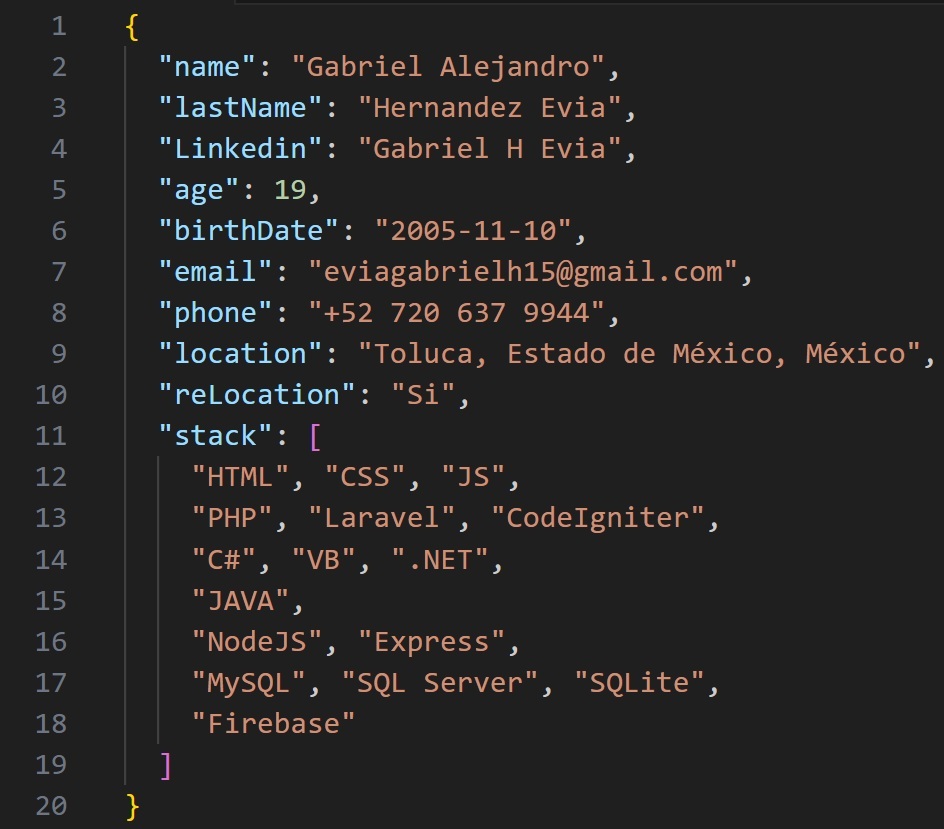 1 {
2 "name": "Gabriel Alejandro",
3 "lastName": "Hernandez Evia",
4 "Linkedin": "Gabriel H Evia",
5 "age": 19,
6 "birthDate": "2005-11-10",
7 "email": "eviagabrielh15@gmail.com",
8 "phone": "+52 720 637 9944",
9 "location": "Toluca, Estado de México, México",
10 "reLocation": "Si",
11 "stack": [
12 "HTML", "CSS", "JS",
13 "PHP", "Laravel", "CodeIgniter",
14 "C#", "VB", ".NET",
15 "JAVA",
16 "NodeJS", "Express",
17 "MySQL", "SQL Server", "SQLite",
18 "Firebase"
19 ]
20 }